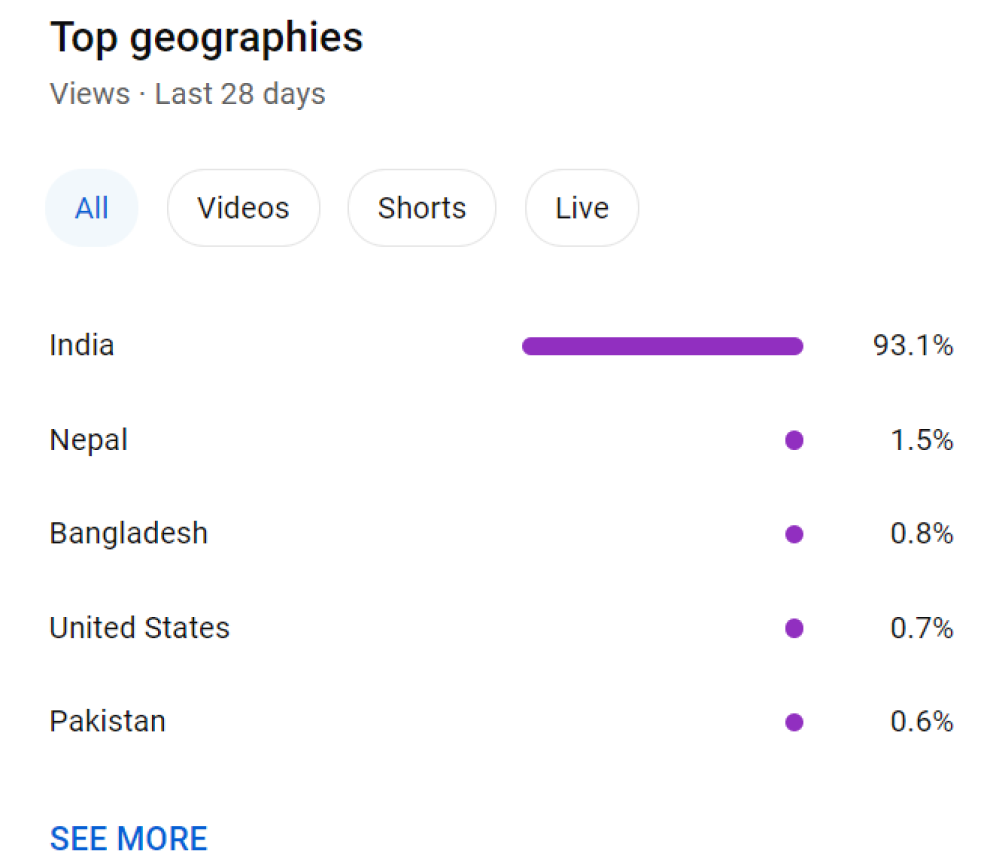 Top geographies
Views · Last 28 days
All Videos Shorts Live
India 93.1%
Nepal 1.5%
Bangladesh 0.8%
United States 0.7%
Pakistan 0.6%
SEE MORE